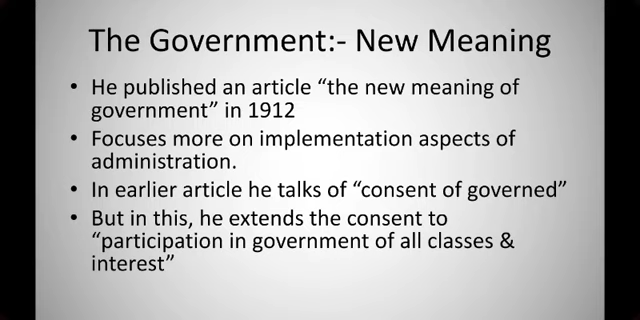 The Government:- New Meaning
• He published an article “the new meaning of
government” in 1912
• Focuses more on implementation aspects of
administration.
• In earlier article he talks of “consent of governed”
• But in this, he extends the consent to
“participation in government of all classes &
interest”